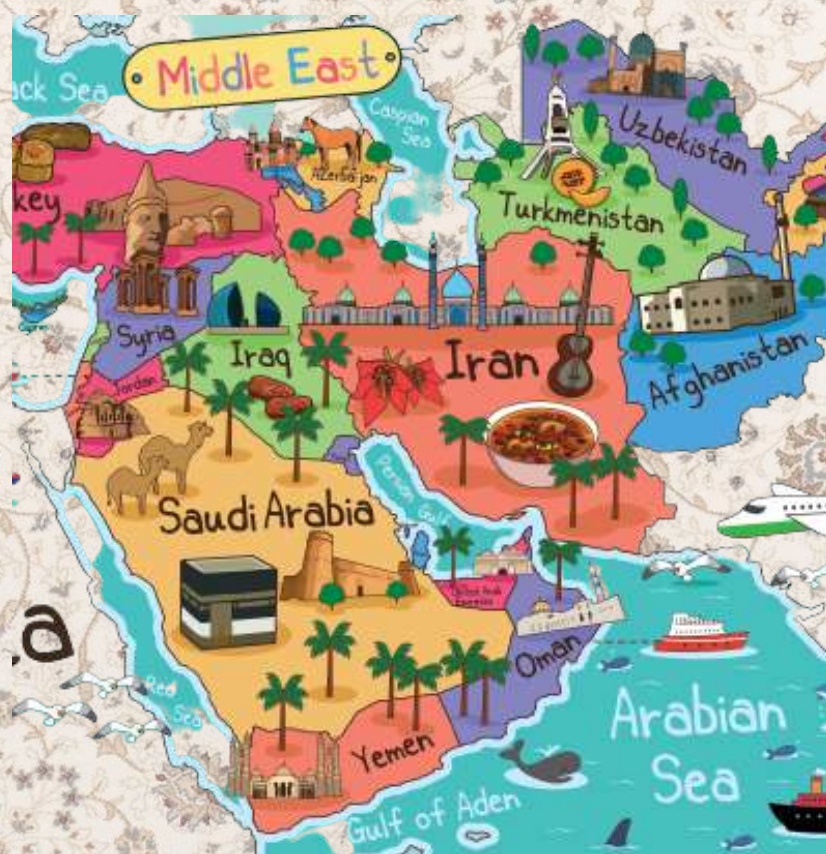 Middle East
ack Sea
Caspian
Sea
Uzbekistan
Azerbaijan
key
Turkmenistan
Syria
Iraq
Iran
Afghanistan
Jordan
Persian Gulf
Saudi Arabia
United Arab
Emirates
a
Oman
Red
Sea
Arabian
Sea
Yemen
Gulf of Aden